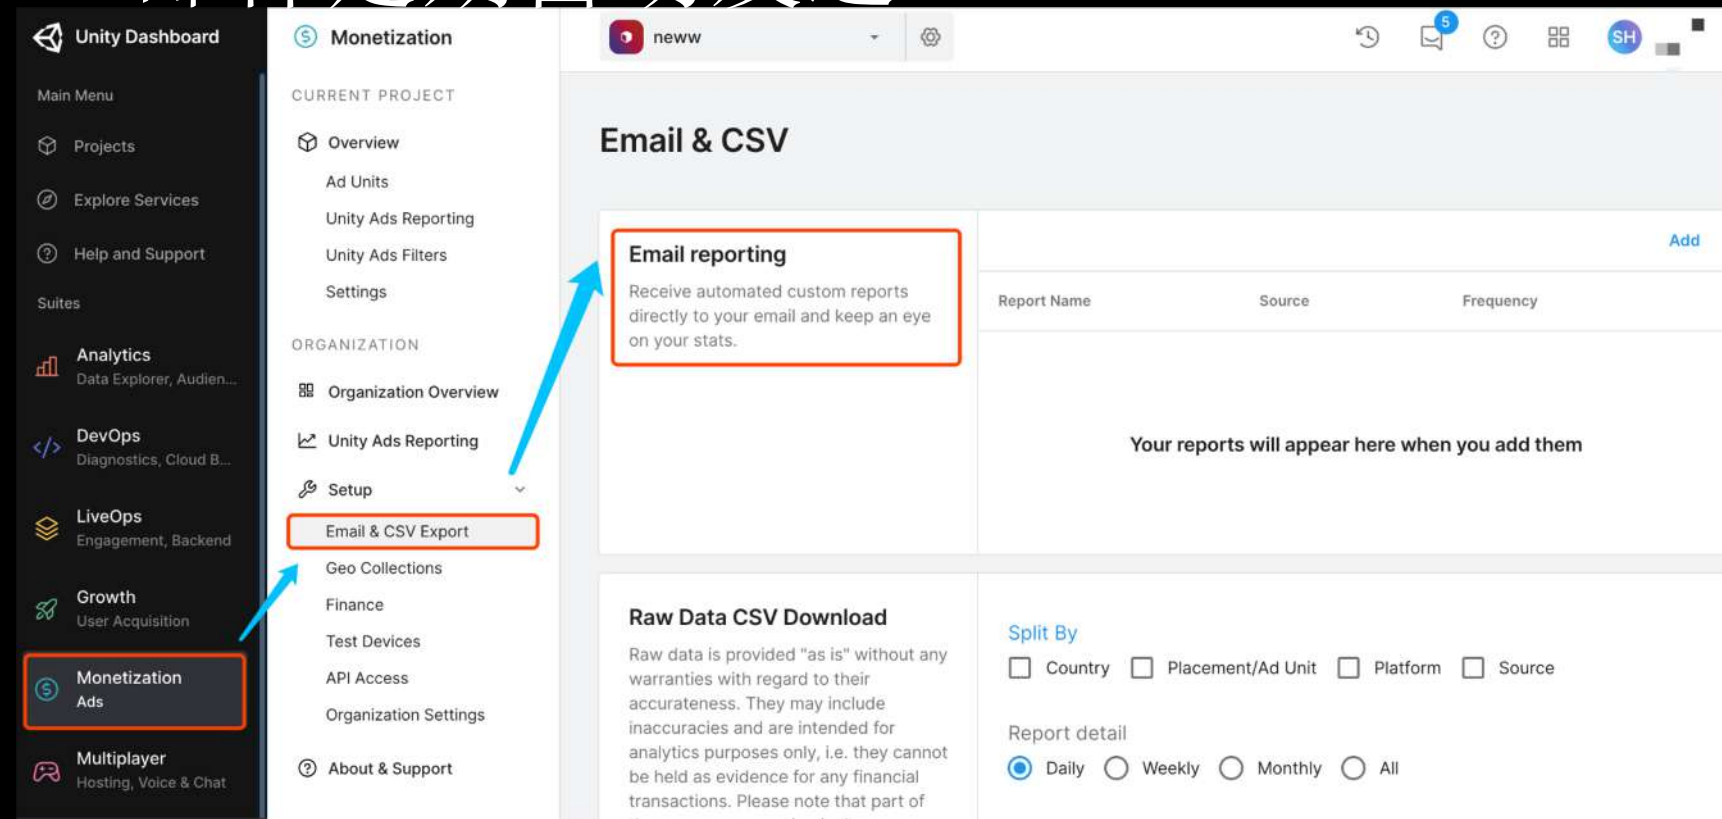 Unity Dashboard
Main Menu
Projects
Explore Services
Help and Support
Suites
Analytics
Data Explorer, Audien...
DevOps
Diagnostics, Cloud B...
LiveOps
Engagement, Backend
Growth
User Acquisition
Monetization
Ads
Multiplayer
Hosting, Voice & Chat
Monetization
CURRENT PROJECT
Overview
Ad Units
Unity Ads Reporting
Unity Ads Filters
Settings
ORGANIZATION
Organization Overview
Unity Ads Reporting
Setup
Email & CSV Export
Geo Collections
Finance
Test Devices
API Access
Organization Settings
About & Support
neww
5
SH
Email & CSV
Email reporting
Receive automated custom reports
directly to your email and keep an eye
on your stats.
Add
Report Name Source Frequency
Your reports will appear here when you add them
Raw Data CSV Download
Raw data is provided "as is" without any
warranties with regard to their
accurateness. They may include
inaccuracies and are intended for
analytics purposes only, i.e. they cannot
be held as evidence for any financial
transactions. Please note that part of
Split By
Country Placement/Ad Unit Platform Source
Report detail
Daily Weekly Monthly All